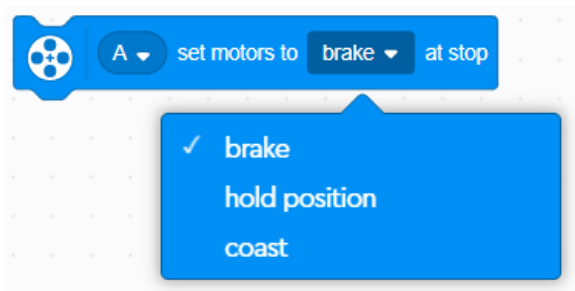 A set motors to brake at stop
✓ brake
hold position
coast